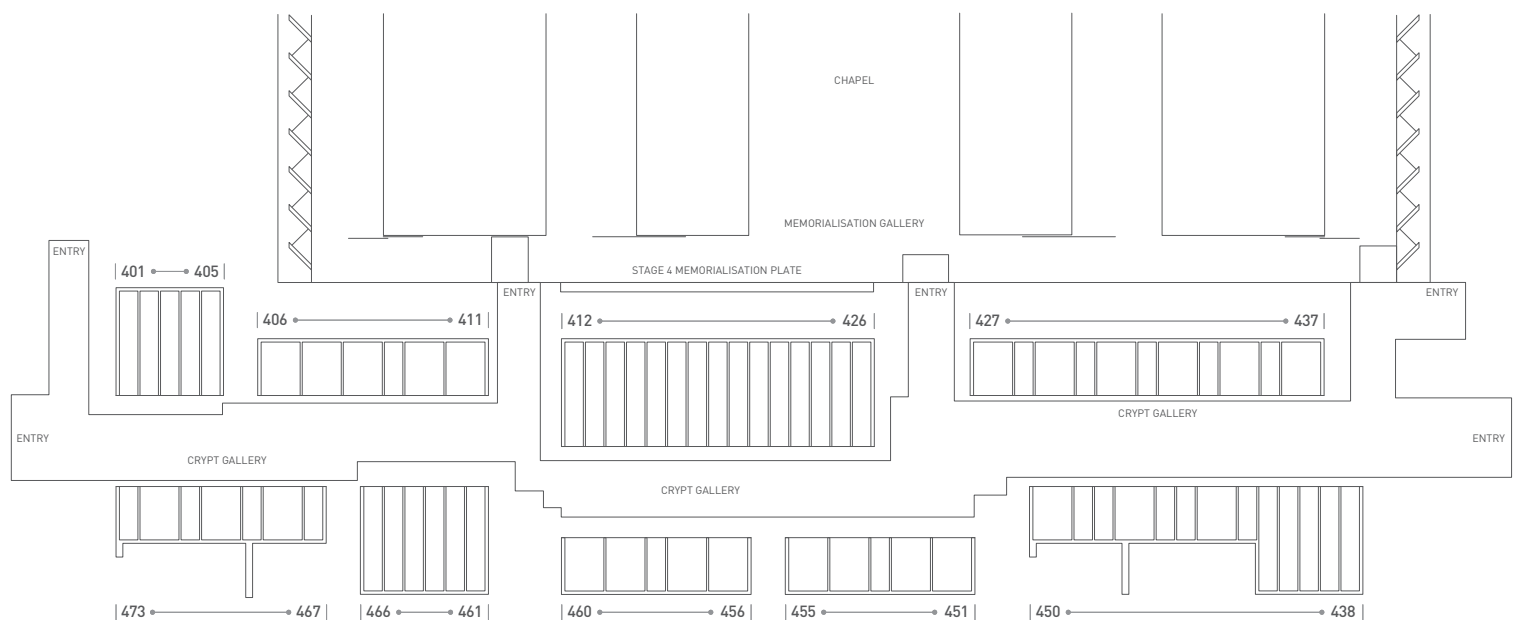 CHAPEL
MEMORIALISATION GALLERY
ENTRY
401 405
STAGE 4 MEMORIALISATION PLATE
ENTRY
ENTRY
ENTRY
406 411
412 426
427 437
CRYPT GALLERY
ENTRY
ENTRY
CRYPT GALLERY
CRYPT GALLERY
473 467
466 461
460 456
455 451
450 438